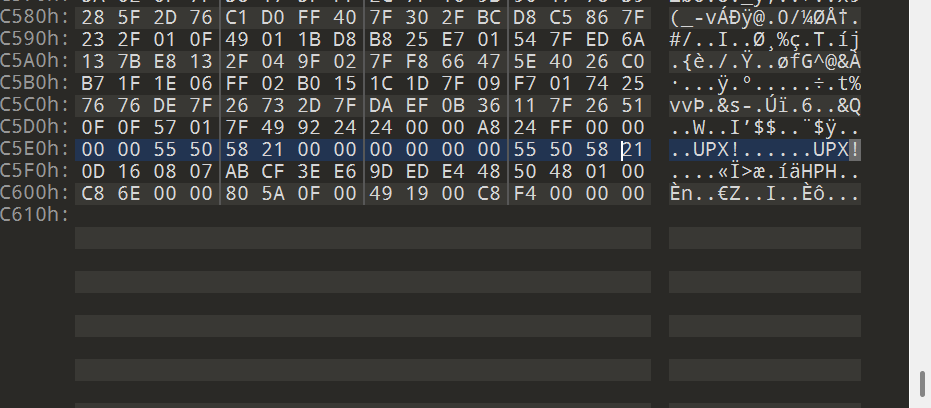 C580h: 28 5F 2D 76 C1 D0 FF 40 7F 30 2F BC D8 C5 86 7F (_-vÁÐÿ@.0/¼ØÅ†.
C590h: 23 2F 01 0F 49 01 1B D8 B8 25 E7 01 54 7F ED 6A #/..I..Ø¸%ç.T.íj
C5A0h: 13 7B E8 13 2F 04 9F 02 7F F8 66 47 5E 40 26 C0 .{è./.Ÿ..øfG^@&À
C5B0h: B7 1F 1E 06 FF 02 B0 15 1C 1D 7F 09 F7 01 74 25 ·...ÿ.°.....÷.t%
C5C0h: 76 76 DE 7F 26 73 2D 7F DA EF 0B 36 11 7F 26 51 vvÞ.&s-.Úï.6..&Q
C5D0h: 0F 0F 57 01 7F 49 92 24 24 00 00 A8 24 FF 00 00 ..W..I’$$..¨$ÿ..
C5E0h: 00 00 55 50 58 21 00 00 00 00 00 00 55 50 58 21 ..UPX!......UPX!
C5F0h: 0D 16 08 07 AB CF 3E E6 9D ED E4 48 50 48 01 00 ....«Ï>æ.íäHPH..
C600h: C8 6E 00 00 80 5A 0F 00 49 19 00 C8 F4 00 00 00 Èn..€Z..I..Èô...
C610h: